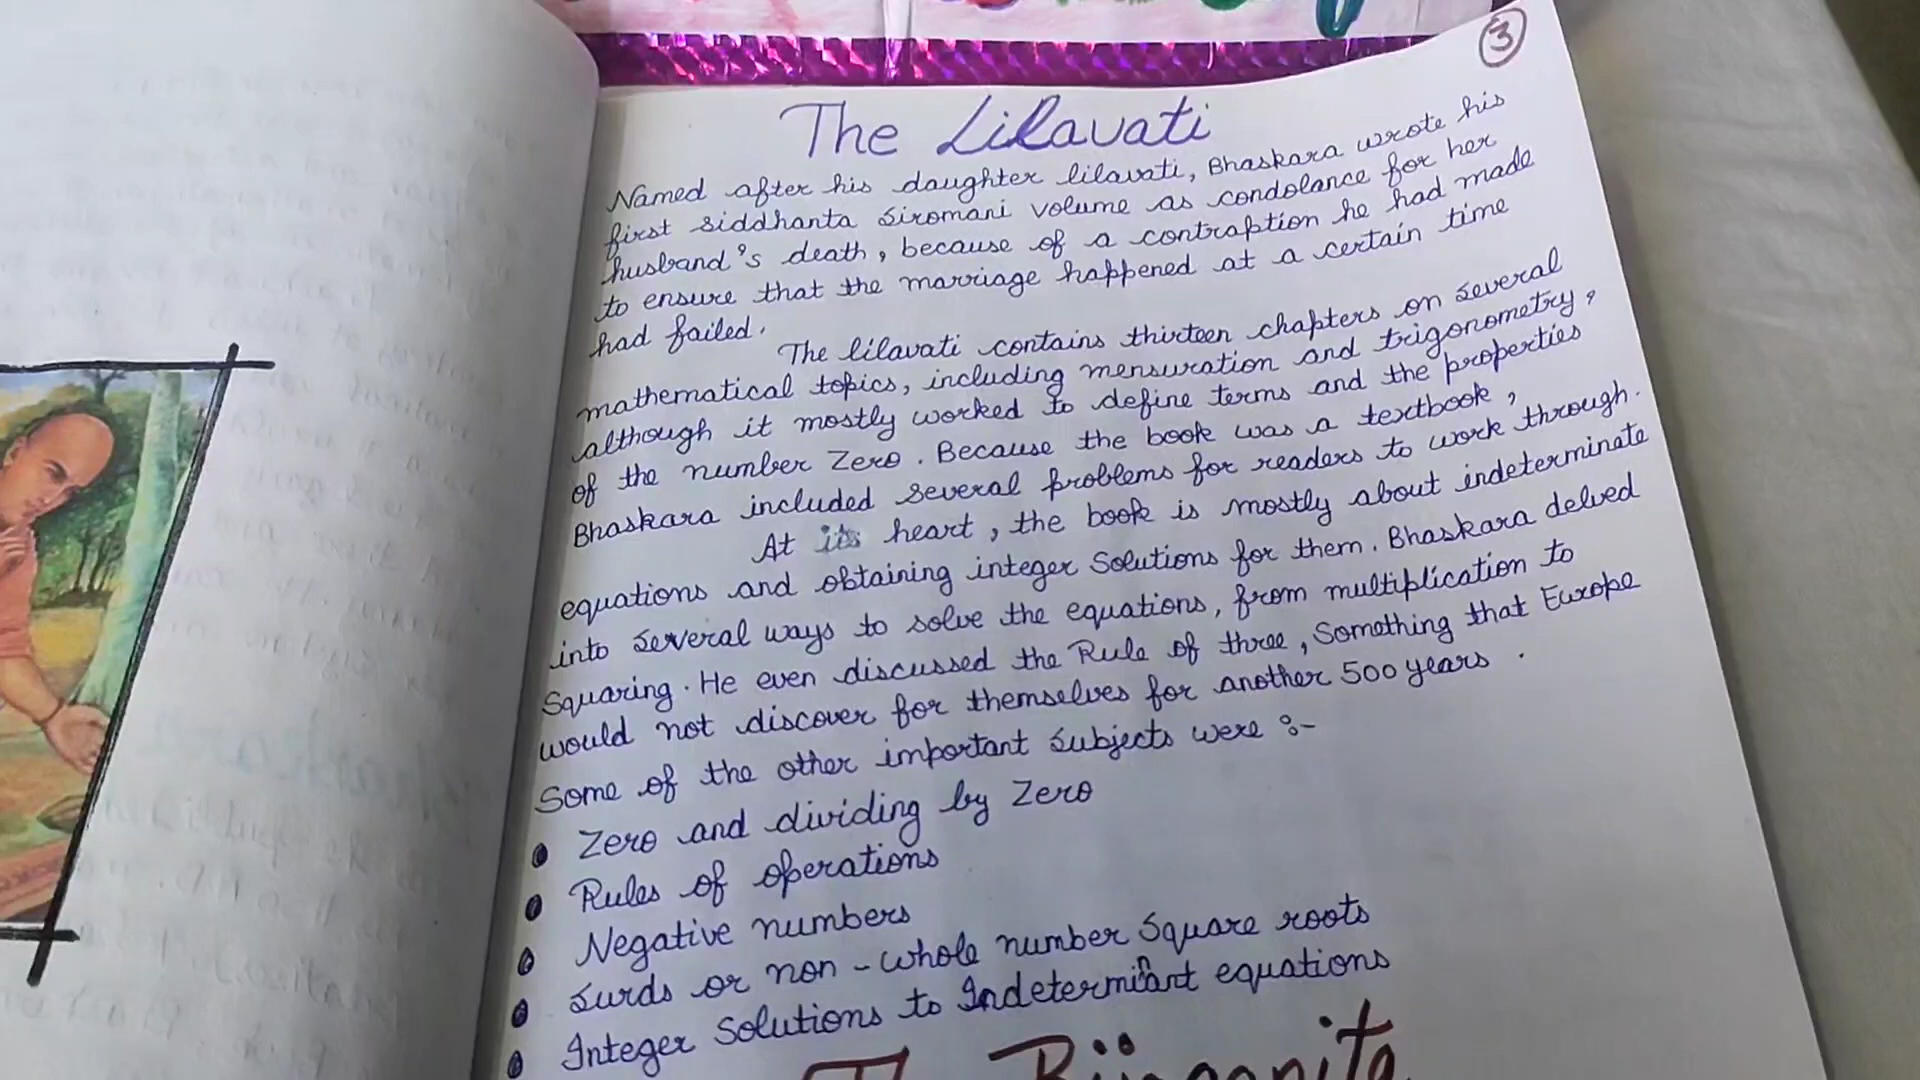 3
The Lilavati
Named after his daughter lilavati, Bhaskara wrote his
first siddhanta siromani volume as condolance for her
husband's death, because of a contraption he had made
to ensure that the marriage happened at a certain time
had failed.
The lilavati contains thirteen chapters on several
mathematical topics, including mensuration and trigonometry,
although it mostly worked to define terms and the properties
of the number Zero. Because the book was a textbook,
Bhaskara included several problems for readers to work through.
At its heart, the book is mostly about indeterminate
equations and obtaining integer Solutions for them. Bhaskara delved
into several ways to solve the equations, from multiplication to
Squaring. He even discussed the Rule of three, Something that Europe
would not discover for themselves for another 500 years.
Some of the other important subjects were :-
• Zero and dividing by Zero
• Rules of operations
• Negative numbers
• Surds or non-whole number Square roots
• Integer Solutions to Indeterminant equations
The Bijaganita